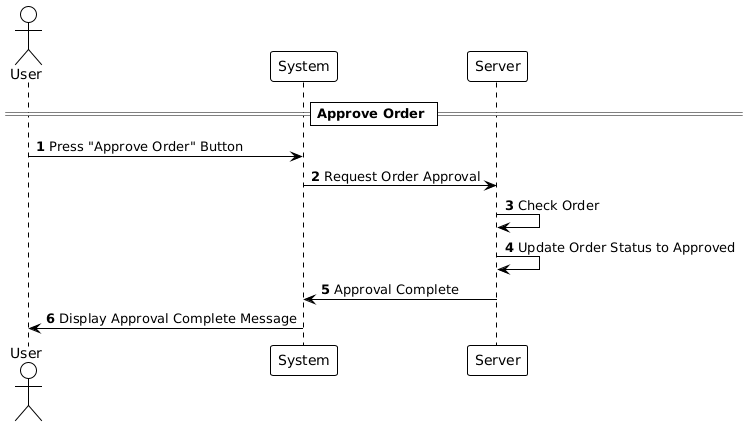 User
System
Server
Approve Order
1 Press "Approve Order" Button
2 Request Order Approval
3 Check Order
4 Update Order Status to Approved
5 Approval Complete
6 Display Approval Complete Message
User
System
Server